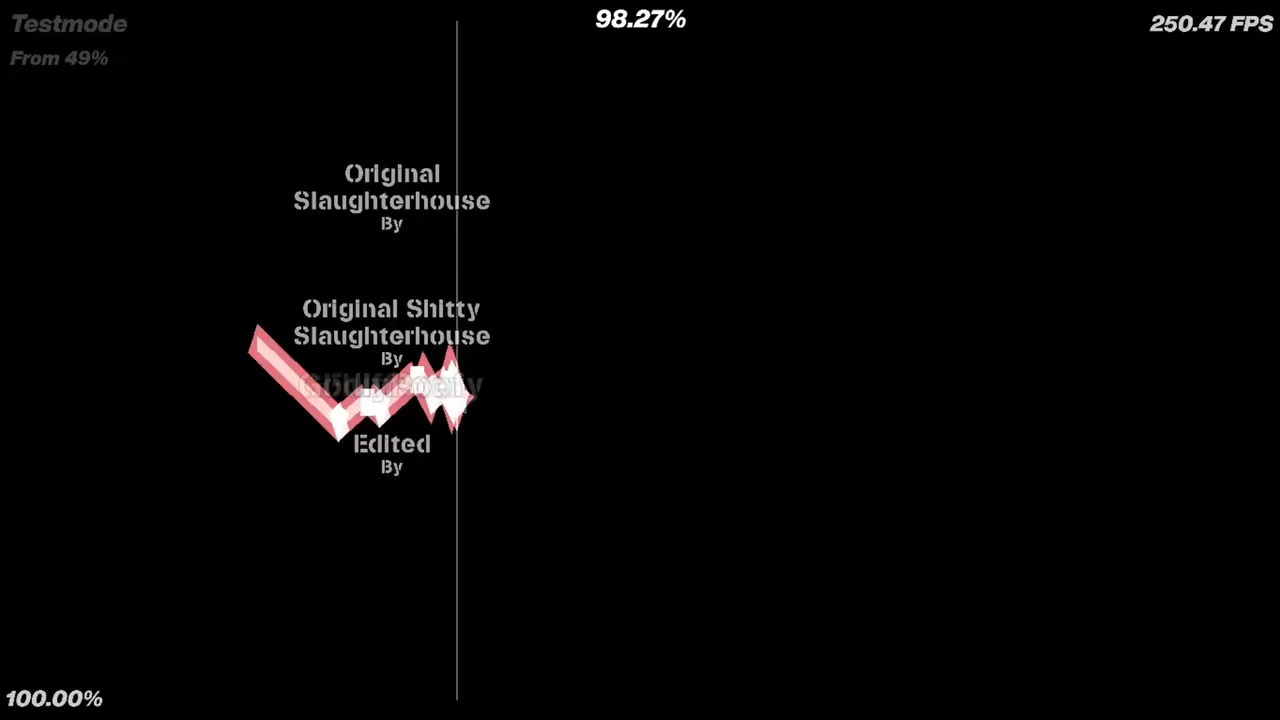 Testmode
From 49%
98.27%
250.47 FPS
Original
Slaughterhouse
By
Original Shitty
Slaughterhouse
By
Edited
By
100.00%